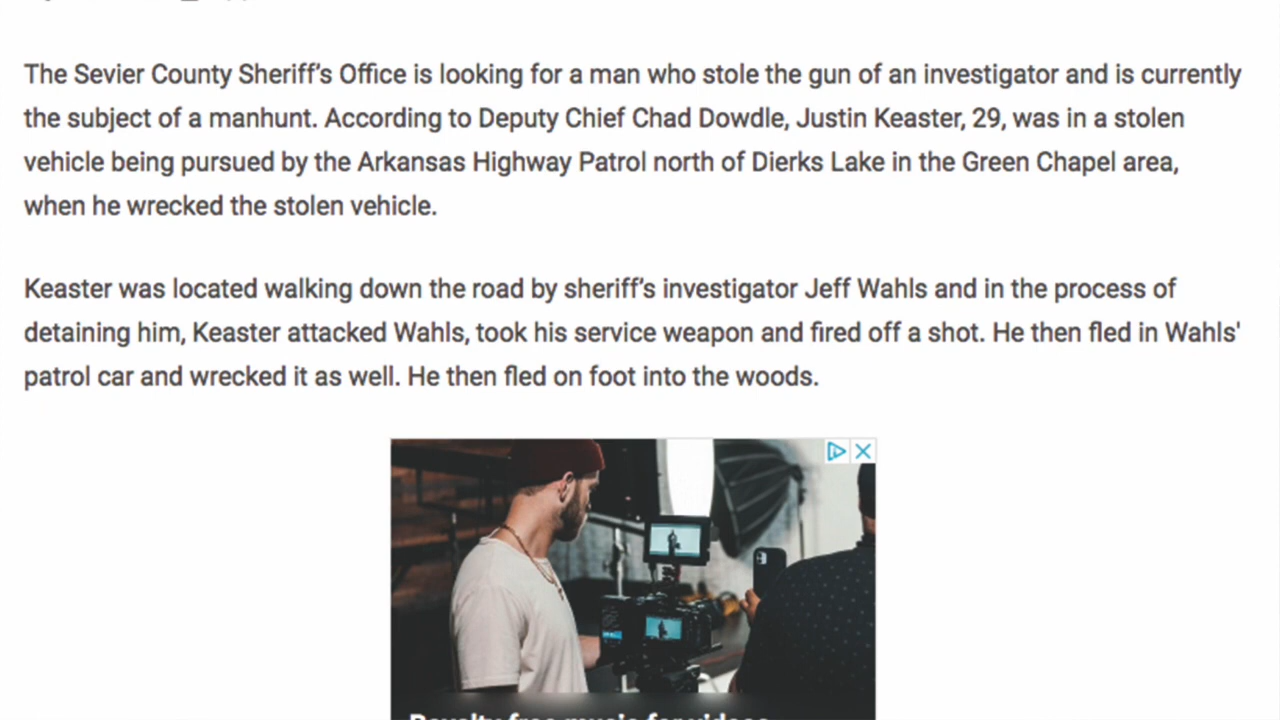 The Sevier County Sheriff's Office is looking for a man who stole the gun of an investigator and is currently
the subject of a manhunt. According to Deputy Chief Chad Dowdle, Justin Keaster, 29, was in a stolen
vehicle being pursued by the Arkansas Highway Patrol north of Dierks Lake in the Green Chapel area,
when he wrecked the stolen vehicle.
Keaster was located walking down the road by sheriff's investigator Jeff Wahls and in the process of
detaining him, Keaster attacked Wahls, took his service weapon and fired off a shot. He then fled in Wahls'
patrol car and wrecked it as well. He then fled on foot into the woods.
Royalty free music for videos